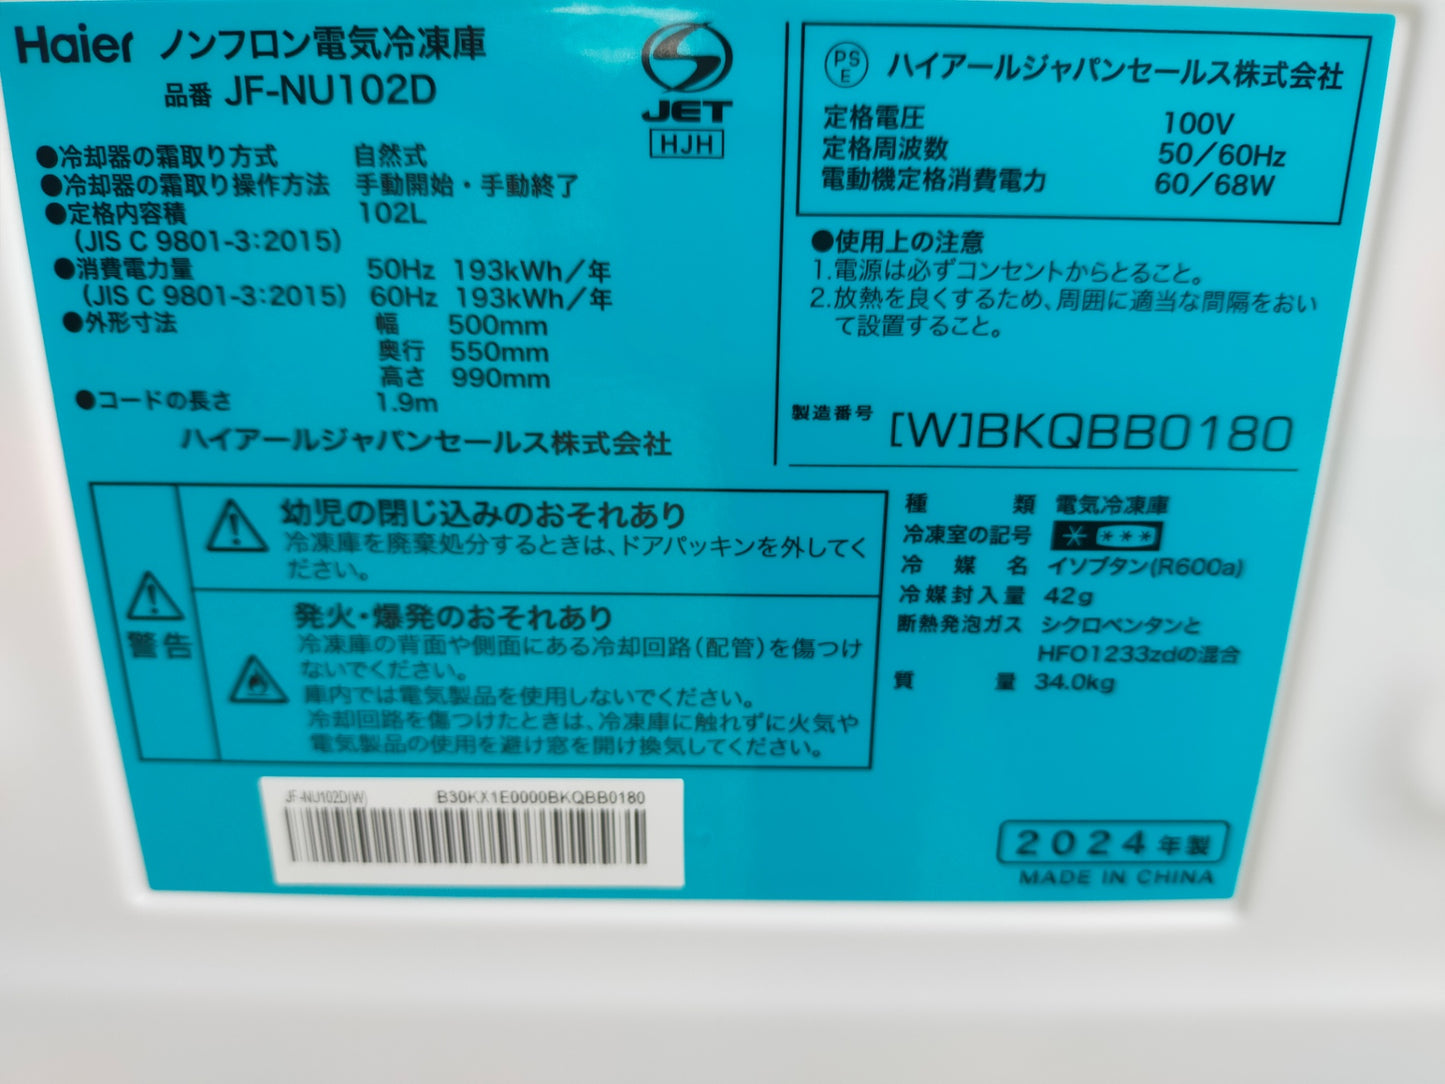 Haier ノンフロン電気冷凍庫
品番 JF-NU102D
JET
HJH
●冷却器の霜取り方式 自然式
●冷却器の霜取り操作方法 手動開始・手動終了
●定格内容積 102L
(JIS C 9801-3:2015)
●消費電力量 50Hz 193kWh/年
(JIS C 9801-3:2015) 60Hz 193kWh/年
●外形寸法 幅 500mm
奥行 550mm
高さ 990mm
●コードの長さ 1.9m
ハイアールジャパンセールス株式会社
PS
E
ハイアールジャパンセールス株式会社
定格電圧 100V
定格周波数 50/60Hz
電動機定格消費電力 60/68W
●使用上の注意
1.電源は必ずコンセントからとること。
2.放熱を良くするため、周囲に適当な間隔をおい
て設置すること。
製造番号 [W]BKQBB0180
警告
幼児の閉じ込みのおそれあり
冷凍庫を廃棄処分するときは、ドアパッキンを外してく
ださい。
発火・爆発のおそれあり
冷凍庫の背面や側面にある冷却回路(配管)を傷つけ
ないでください。
庫内では電気製品を使用しないでください。
冷却回路を傷つけたときは、冷凍庫に触れずに火気や
電気製品の使用を避け窓を開け換気してください。
種類 電気冷凍庫
冷凍室の記号 * ***
冷媒名 イソブタン(R600a)
冷媒封入量 42g
断熱発泡ガス シクロペンタンと
HFO1233zdの混合
質量 34.0kg
JF-NU102D(W) B30KX1E0000BKQBB0180
2024年製
MADE IN CHINA